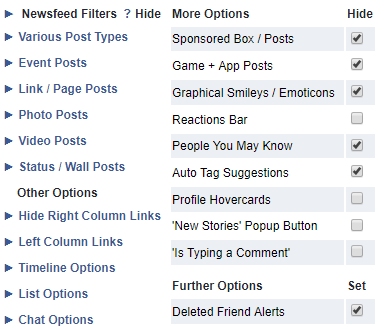 ► Newsfeed Filters ? Hide
► Various Post Types
► Event Posts
► Link / Page Posts
► Photo Posts
► Video Posts
► Status / Wall Posts
Other Options
► Hide Right Column Links
► Left Column Links
► Timeline Options
► List Options
► Chat Options
More Options Hide
Sponsored Box / Posts
Game + App Posts
Graphical Smileys / Emoticons
Reactions Bar
People You May Know
Auto Tag Suggestions
Profile Hovercards
'New Stories' Popup Button
'Is Typing a Comment'
Further Options Set
Deleted Friend Alerts